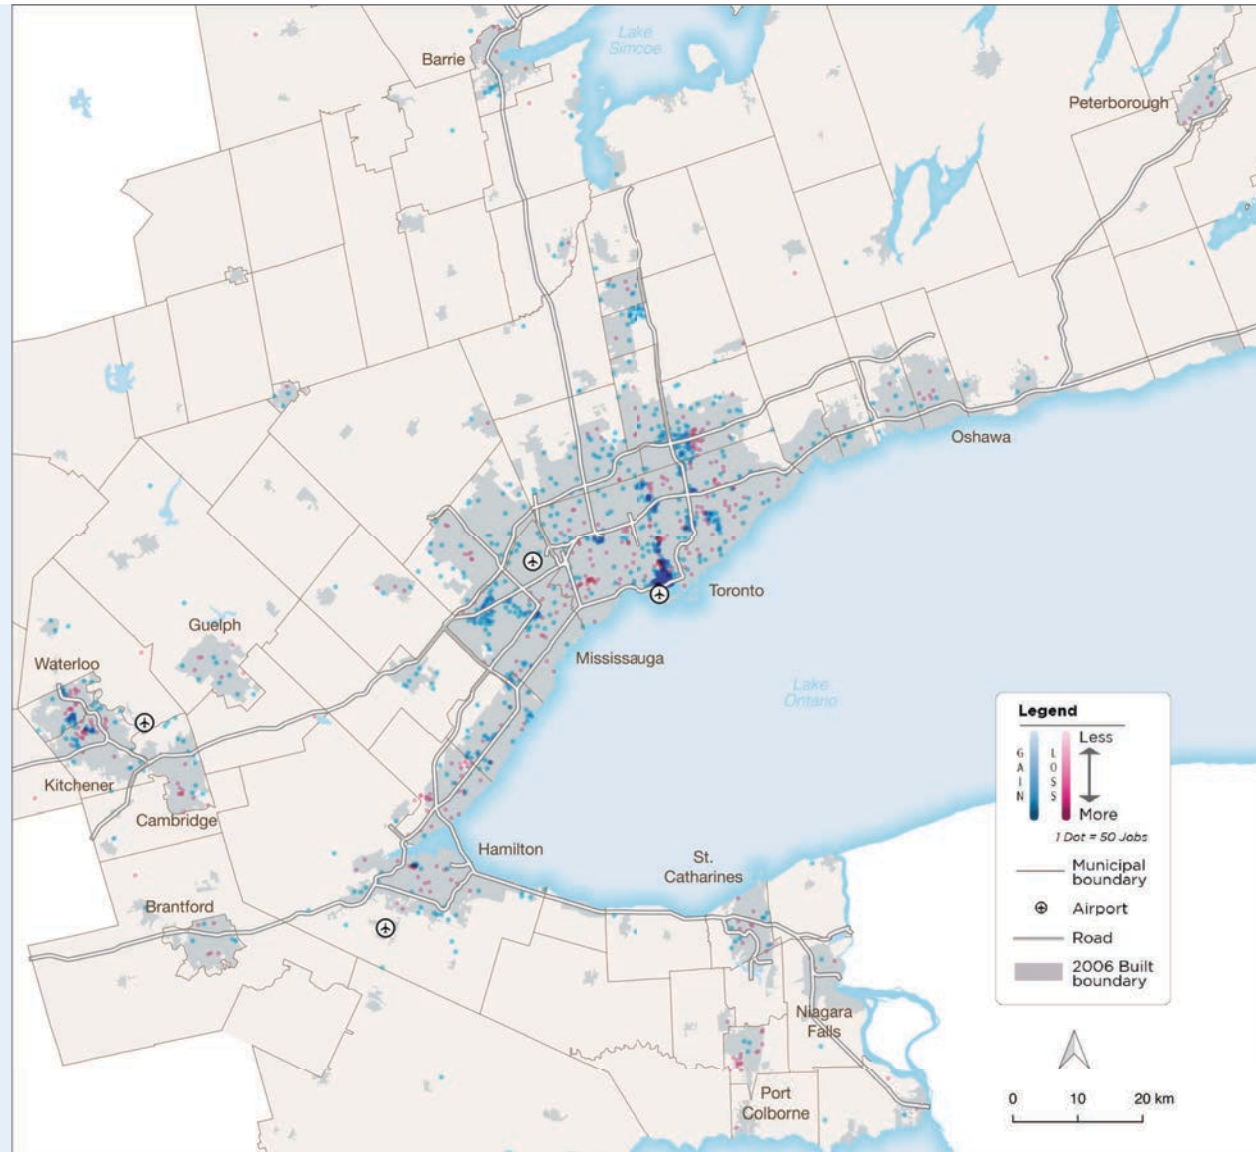 Lake
Simcoe
Barrie
Peterborough
Oshawa
Toronto
Guelph
Waterloo
Mississauga
Lake
Ontario
Kitchener
Cambridge
Hamilton
St.
Catharines
Brantford
Niagara
Falls
Port
Colborne
Legend
GAIN
LOSS
Less
More
1 Dot = 50 Jobs
Municipal
boundary
Airport
Road
2006 Built
boundary
0 10 20 km